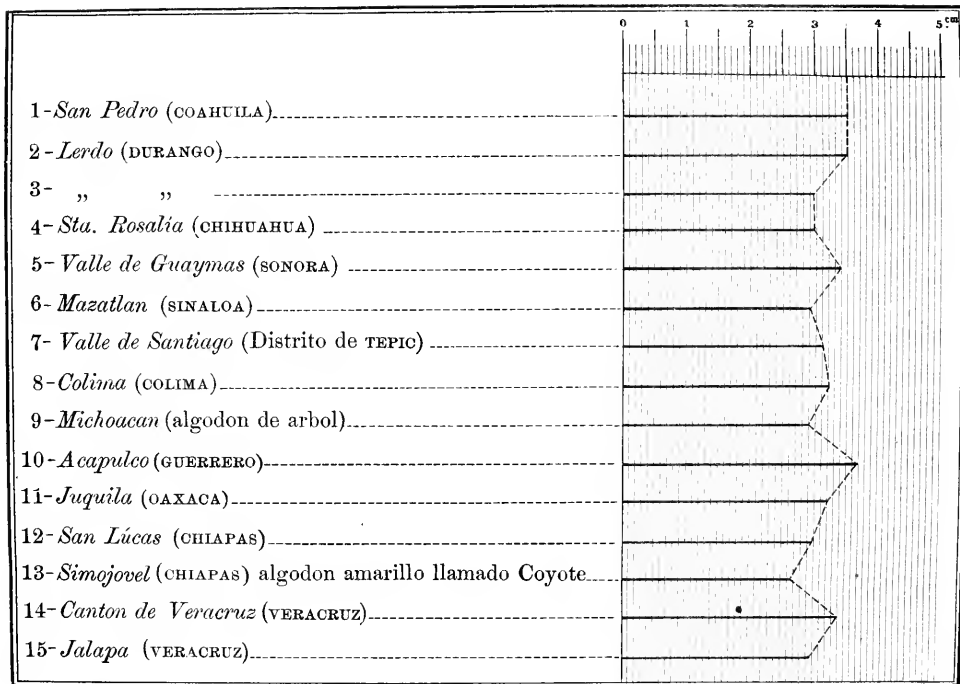 0 1 2 3 4 5 cm
1-San Pedro (COAHUILA)
2-Lerdo (DURANGO)
3- „ „
4-Sta. Rosalía (CHIHUAHUA)
5-Valle de Guaymas (SONORA)
6-Mazatlan (SINALOA)
7-Valle de Santiago (Distrito de TEPIC)
8-Colima (COLIMA)
9-Michoacan (algodon de arbol)
10-Acapulco (GUERRERO)
11-Juquila (OAXACA)
12-San Lúcas (CHIAPAS)
13-Simojovel (CHIAPAS) algodon amarillo llamado Coyote
14-Canton de Veracruz (VERACRUZ)
15-Jalapa (VERACRUZ)